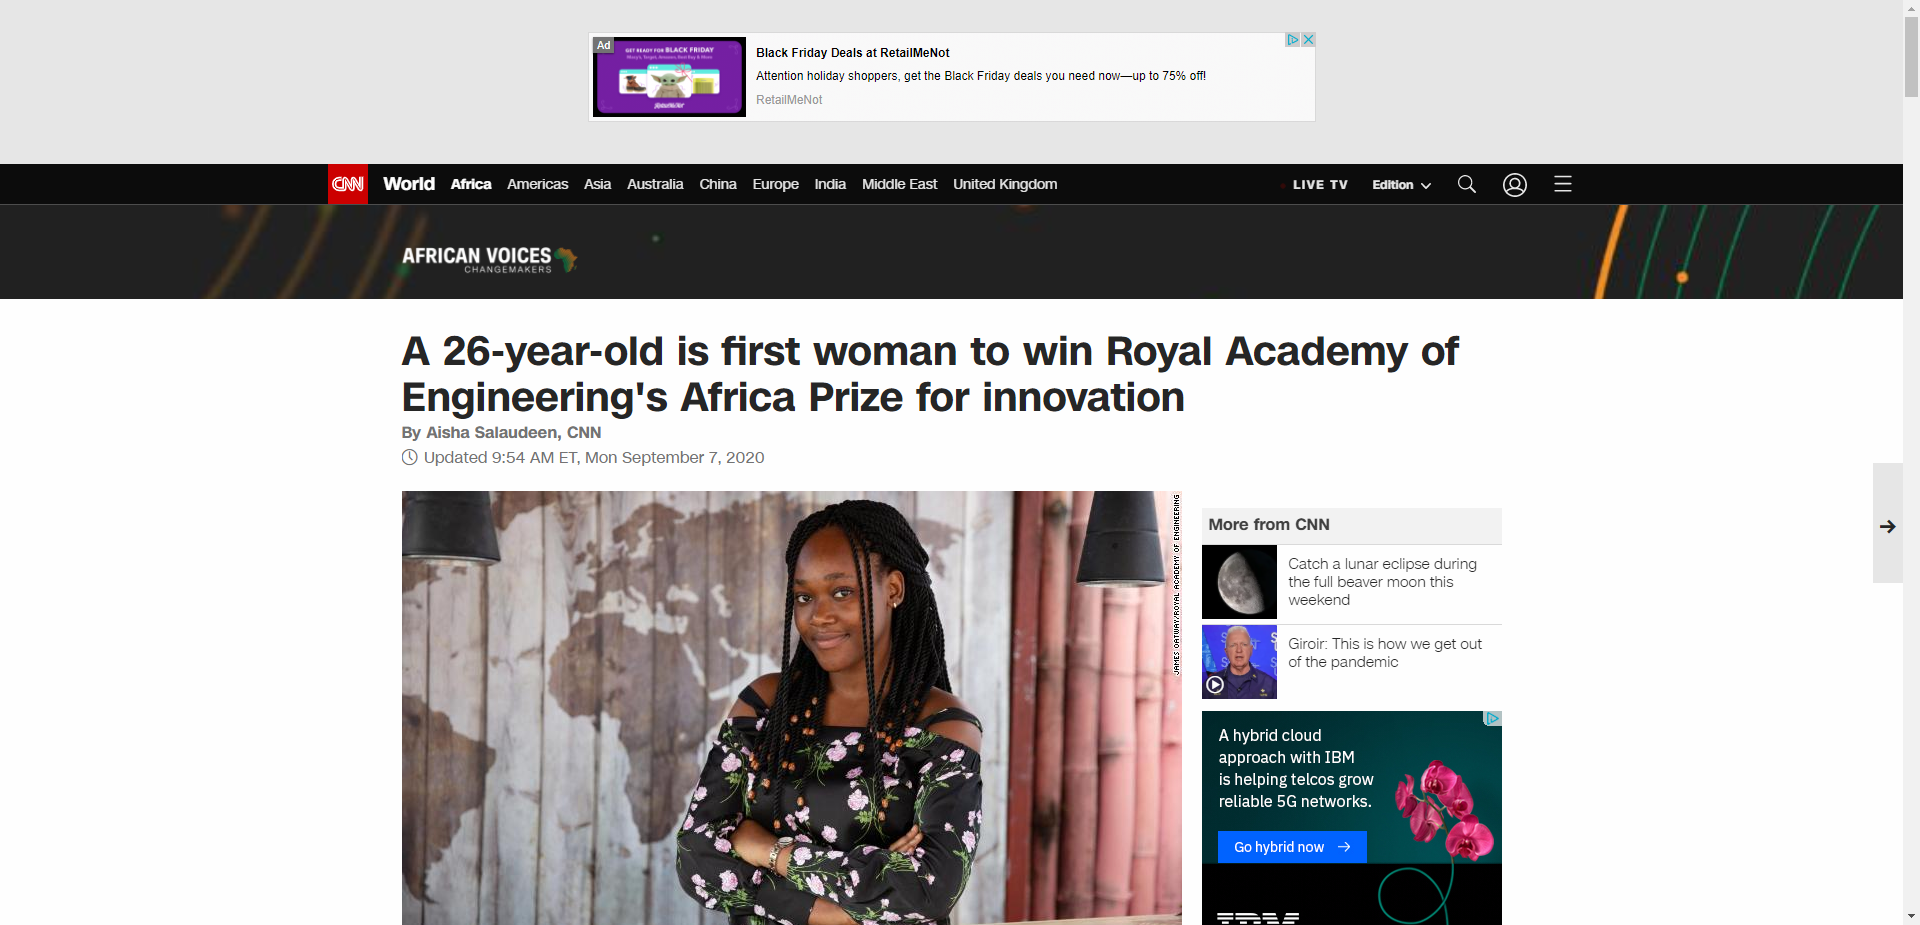 Ad
GET READY FOR BLACK FRIDAY
Black Friday Deals at RetailMeNot
Attention holiday shoppers, get the Black Friday deals you need now—up to 75% off!
RetailMeNot
CNN World Africa Americas Asia Australia China Europe India Middle East United Kingdom LIVE TV Edition
AFRICAN VOICES
CHANGEMAKERS
A 26-year-old is first woman to win Royal Academy of
Engineering's Africa Prize for innovation
By Aisha Salaudeen, CNN
Updated 9:54 AM ET, Mon September 7, 2020
JAMES OATWAY/ROYAL ACADEMY OF ENGINEERING
More from CNN
Catch a lunar eclipse during
the full beaver moon this
weekend
Giroir: This is how we get out
of the pandemic
A hybrid cloud
approach with IBM
is helping telcos grow
reliable 5G networks.
Go hybrid now
IBM